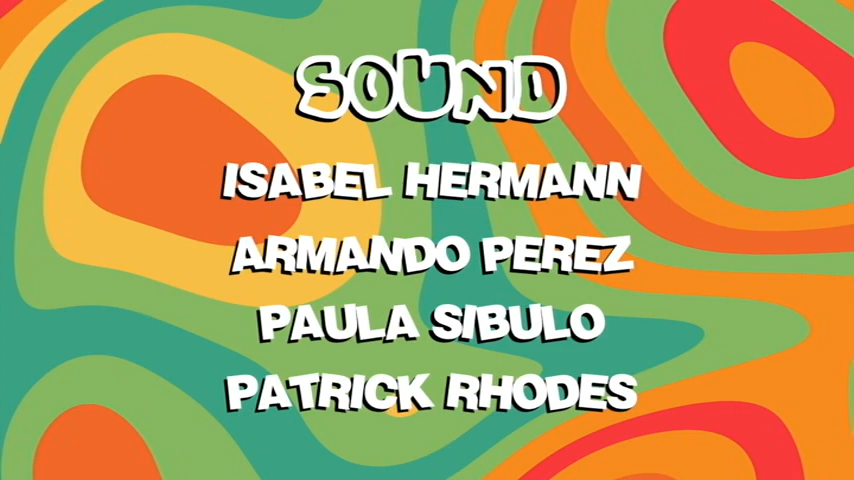 SOUND
ISABEL HERMANN
ARMANDO PEREZ
PAULA SIBULO
PATRICK RHODES